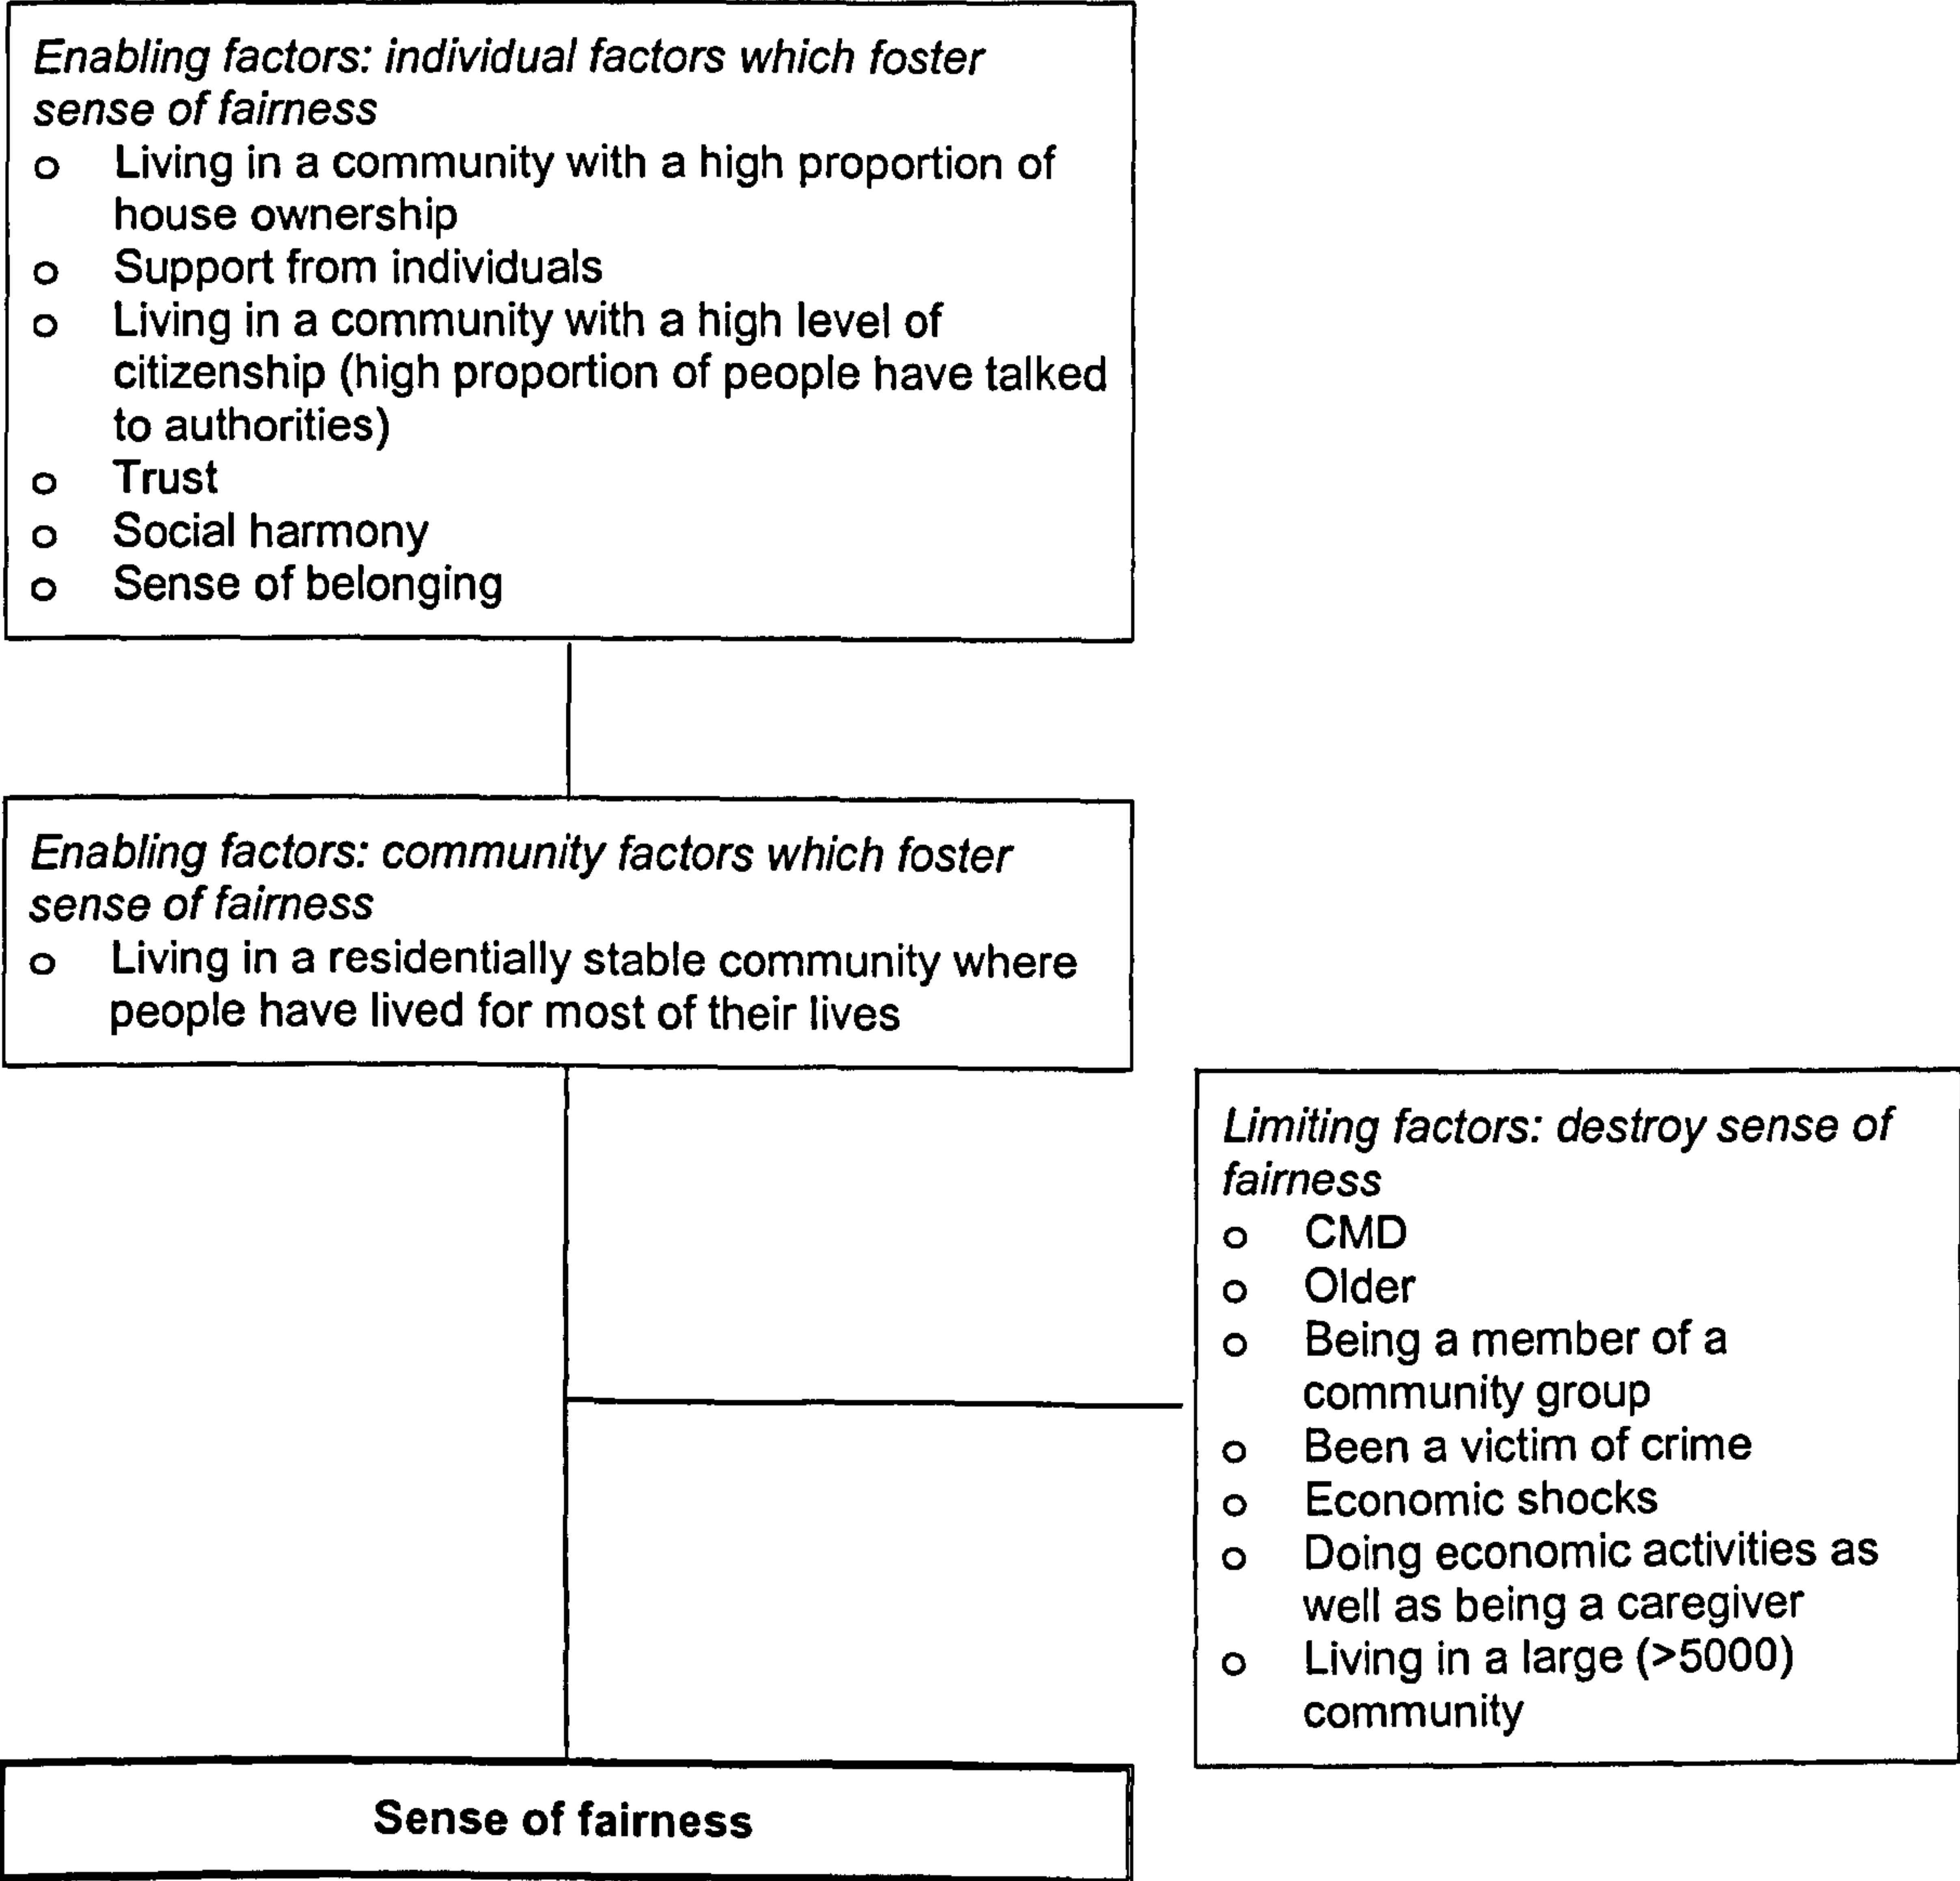 Enabling factors: individual factors which foster
sense of fairness
o Living in a community with a high proportion of
house ownership
o Support from individuals
o Living in a community with a high level of
citizenship (high proportion of people have talked
to authorities)
o Trust
o Social harmony
o Sense of belonging
Enabling factors: community factors which foster
sense of fairness
o Living in a residentially stable community where
people have lived for most of their lives
Limiting factors: destroy sense of
fairness
o CMD
o Older
o Being a member of a
community group
o Been a victim of crime
o Economic shocks
o Doing economic activities as
well as being a caregiver
o Living in a large (>5000)
community
Sense of fairness